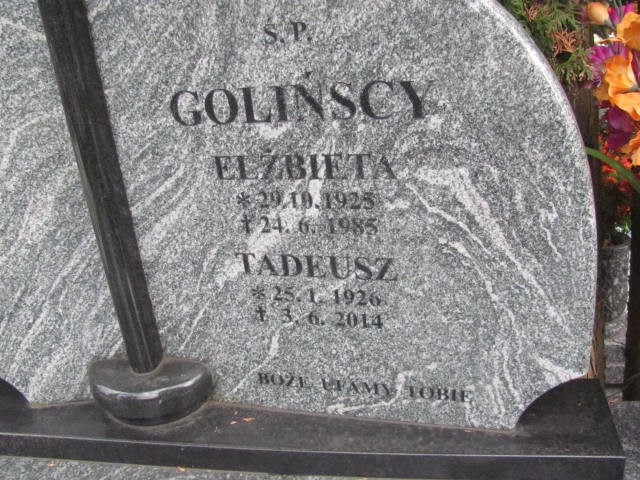 Ś.P.
GOLIŃSCY
ELŻBIETA
* 29.10.1925
† 24. 6. 1985
TADEUSZ
* 25. 1. 1926
† 3. 6. 2014
BOŻE UFAMY TOBIE